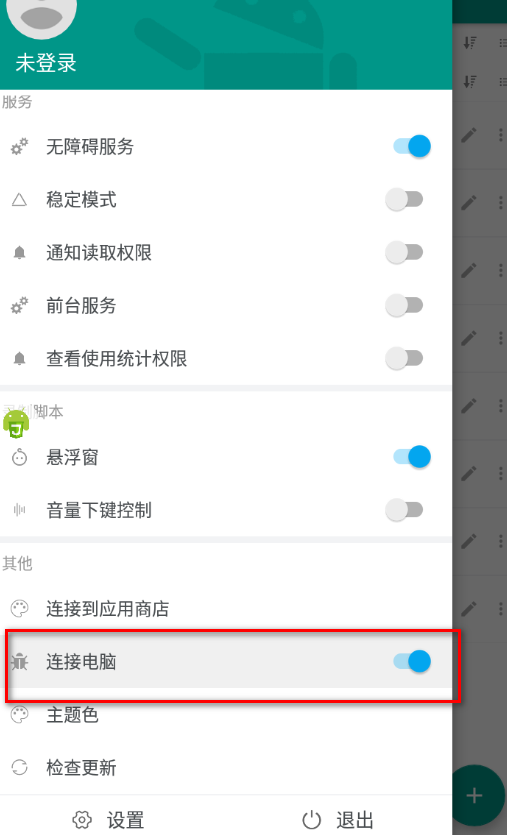 未登录
服务
无障碍服务
稳定模式
通知读取权限
前台服务
查看使用统计权限
脚本
悬浮窗
音量下键控制
其他
连接到应用商店
连接电脑
主题色
检查更新
设置
退出